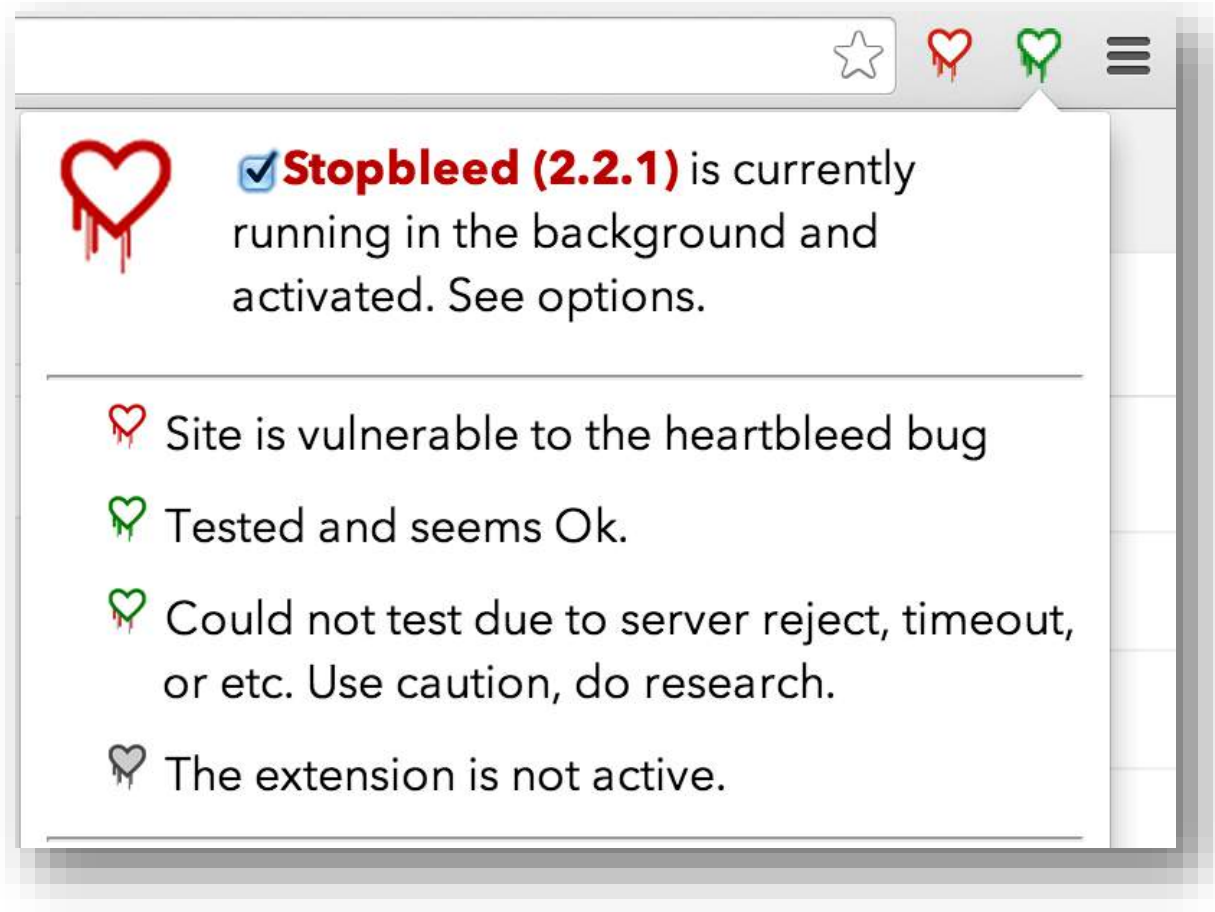 Stopbleed (2.2.1) is currently
running in the background and
activated. See options.
Site is vulnerable to the heartbleed bug
Tested and seems Ok.
Could not test due to server reject, timeout,
or etc. Use caution, do research.
The extension is not active.